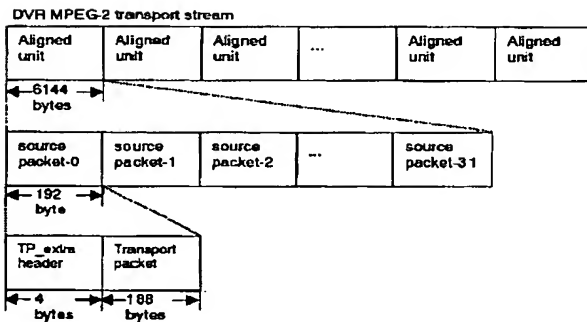 DVR MPEG-2 transport stream
Aligned unit
Aligned unit
Aligned unit
...
Aligned unit
Aligned unit
6144 bytes
source packet-0
source packet-1
source packet-2
...
source packet-31
192 byte
TP_extra header
Transport packet
4 bytes
188 bytes